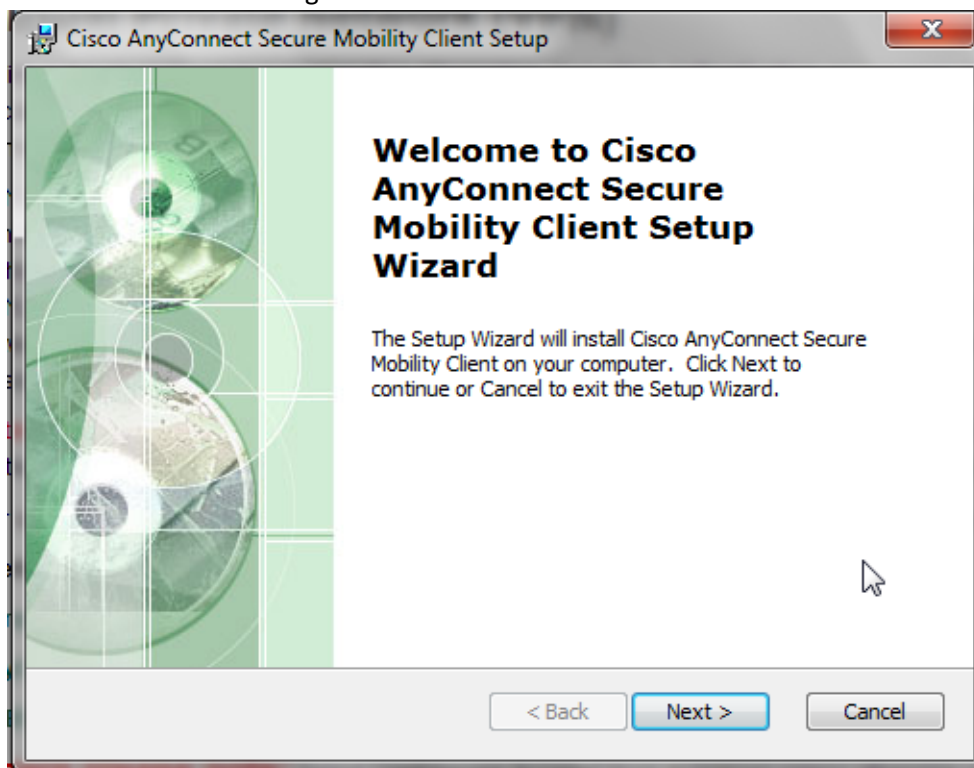 Cisco AnyConnect Secure Mobility Client Setup
Welcome to Cisco
AnyConnect Secure
Mobility Client Setup
Wizard
The Setup Wizard will install Cisco AnyConnect Secure
Mobility Client on your computer. Click Next to
continue or Cancel to exit the Setup Wizard.
< Back Next > Cancel